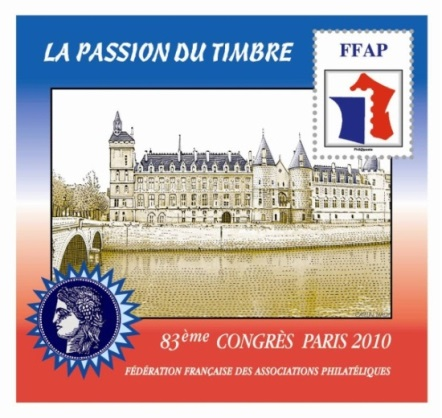 LA PASSION DU TIMBRE
FFAP
83ème CONGRÈS PARIS 2010
FÉDÉRATION FRANÇAISE DES ASSOCIATIONS PHILATÉLIQUES